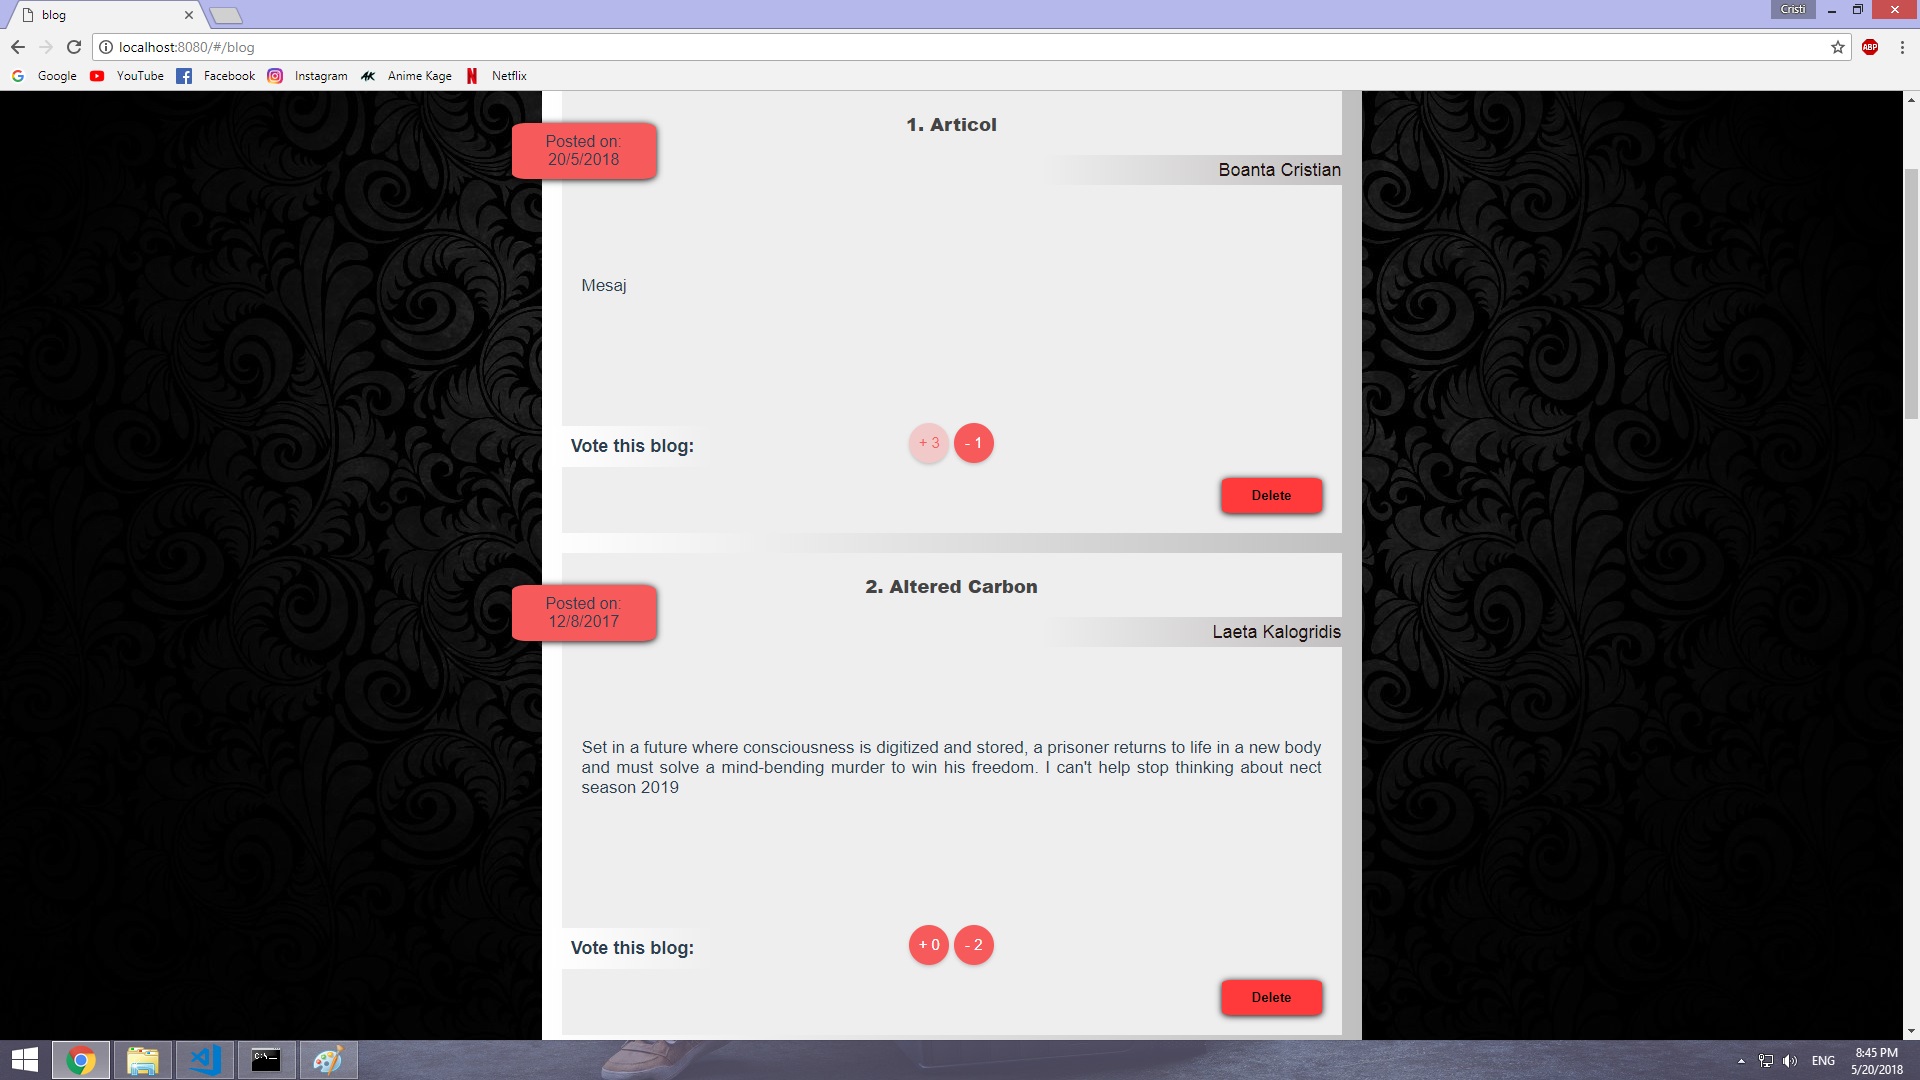 blog
Cristi
localhost:8080/#/blog
ABP
Google YouTube Facebook Instagram Anime Kage Netflix
1. Articol
Posted on:
20/5/2018
Boanta Cristian
Mesaj
Vote this blog:
+ 3 - 1
Delete
2. Altered Carbon
Posted on:
12/8/2017
Laeta Kalogridis
Set in a future where consciousness is digitized and stored, a prisoner returns to life in a new body
and must solve a mind-bending murder to win his freedom. I can't help stop thinking about nect
season 2019
Vote this blog:
+ 0 - 2
Delete
ENG
8:45 PM
5/20/2018